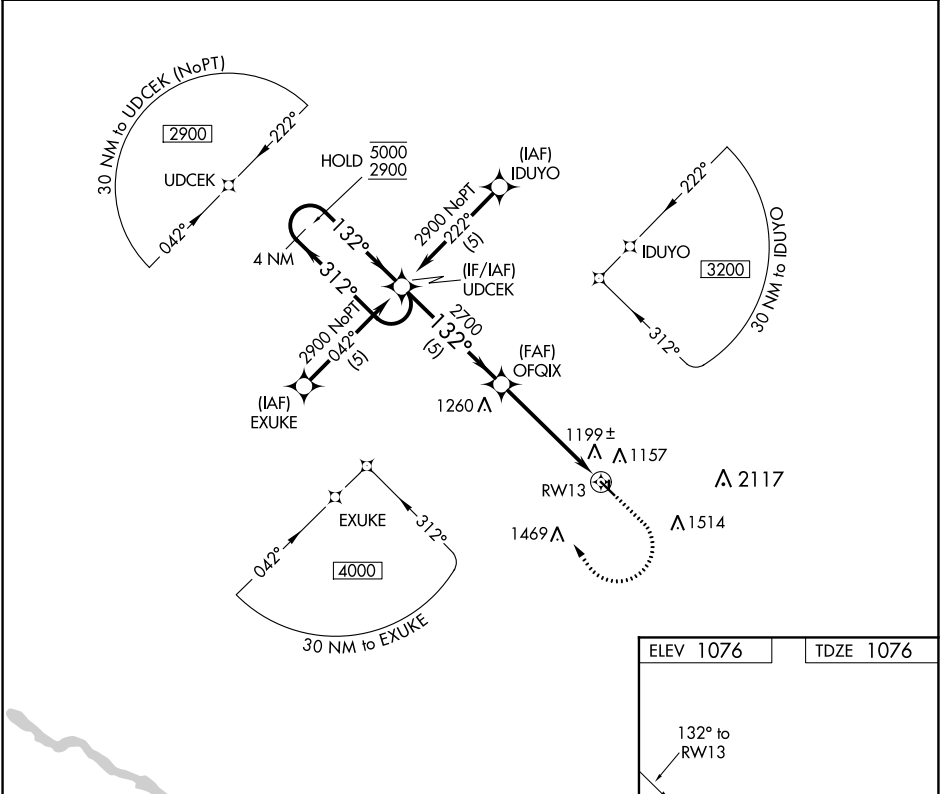 30 NM to UDCEK (NoPT)
2900
222°
UDCEK
042°
HOLD 5000
2900
4 NM
132°
312°
(IAF)
IDUYO
2900 NoPT
222°
(5)
(IF/IAF)
UDCEK
2900 NoPT
042°
(5)
(IAF)
EXUKE
2700
132°
(5)
(FAF)
OFQIX
222°
IDUYO
3200
312°
30 NM to IDUYO
1260
1199±
1157
RW13
2117
1514
1469
EXUKE
042°
312°
4000
30 NM to EXUKE
ELEV 1076
TDZE 1076
132° to
RW13